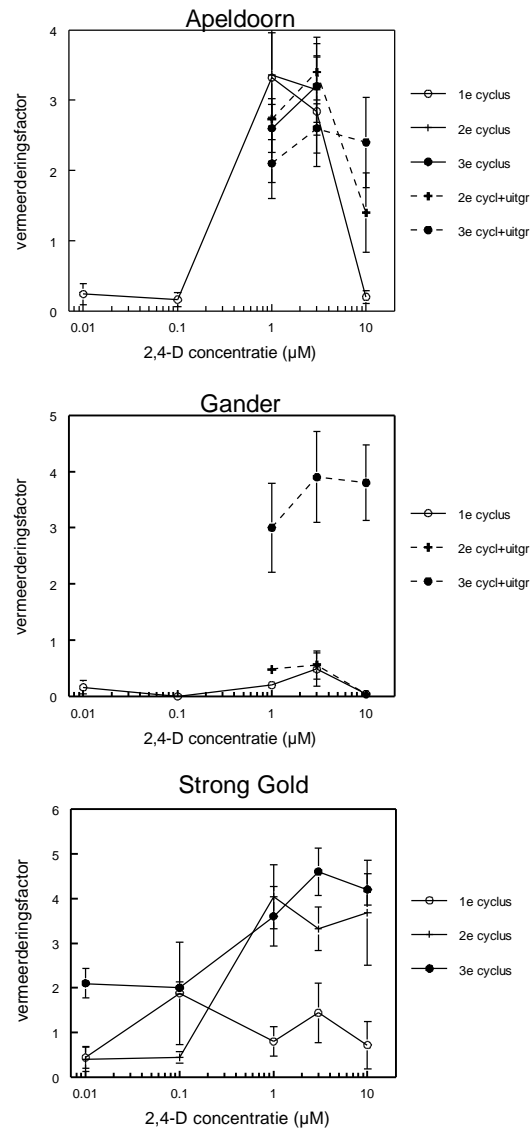 Apeldoorn
4
3
2
1
0
vermeerderingsfactor
0.01 0.1 1 10
2,4-D concentratie (µM)
1e cyclus
2e cyclus
3e cyclus
2e cycl+uitgr
3e cycl+uitgr
Gander
5
4
3
2
1
0
vermeerderingsfactor
0.01 0.1 1 10
2,4-D concentratie (µM)
1e cyclus
2e cycl+uitgr
3e cycl+uitgr
Strong Gold
6
5
4
3
2
1
0
vermeerderingsfactor
0.01 0.1 1 10
2,4-D concentratie (µM)
1e cyclus
2e cyclus
3e cyclus